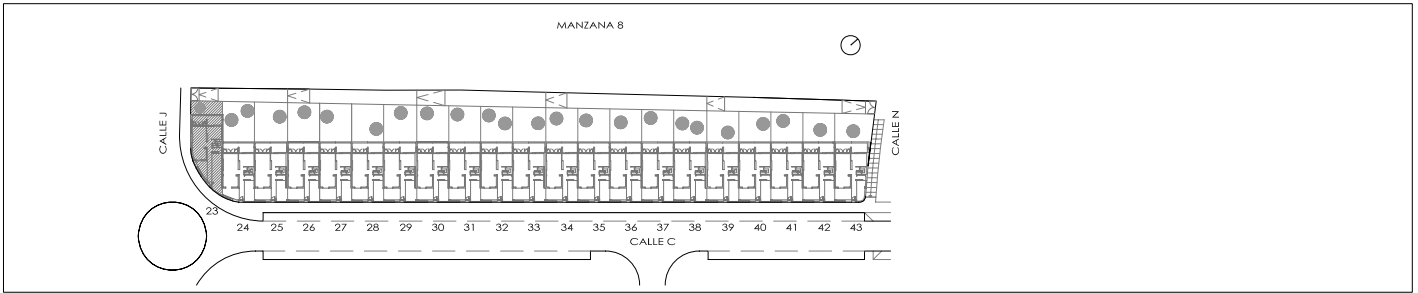 MANZANA 8
CALLE J
CALLE N
23
24 25 26 27 28 29 30 31 32 33 34 35 36 37 38 39 40 41 42 43
CALLE C